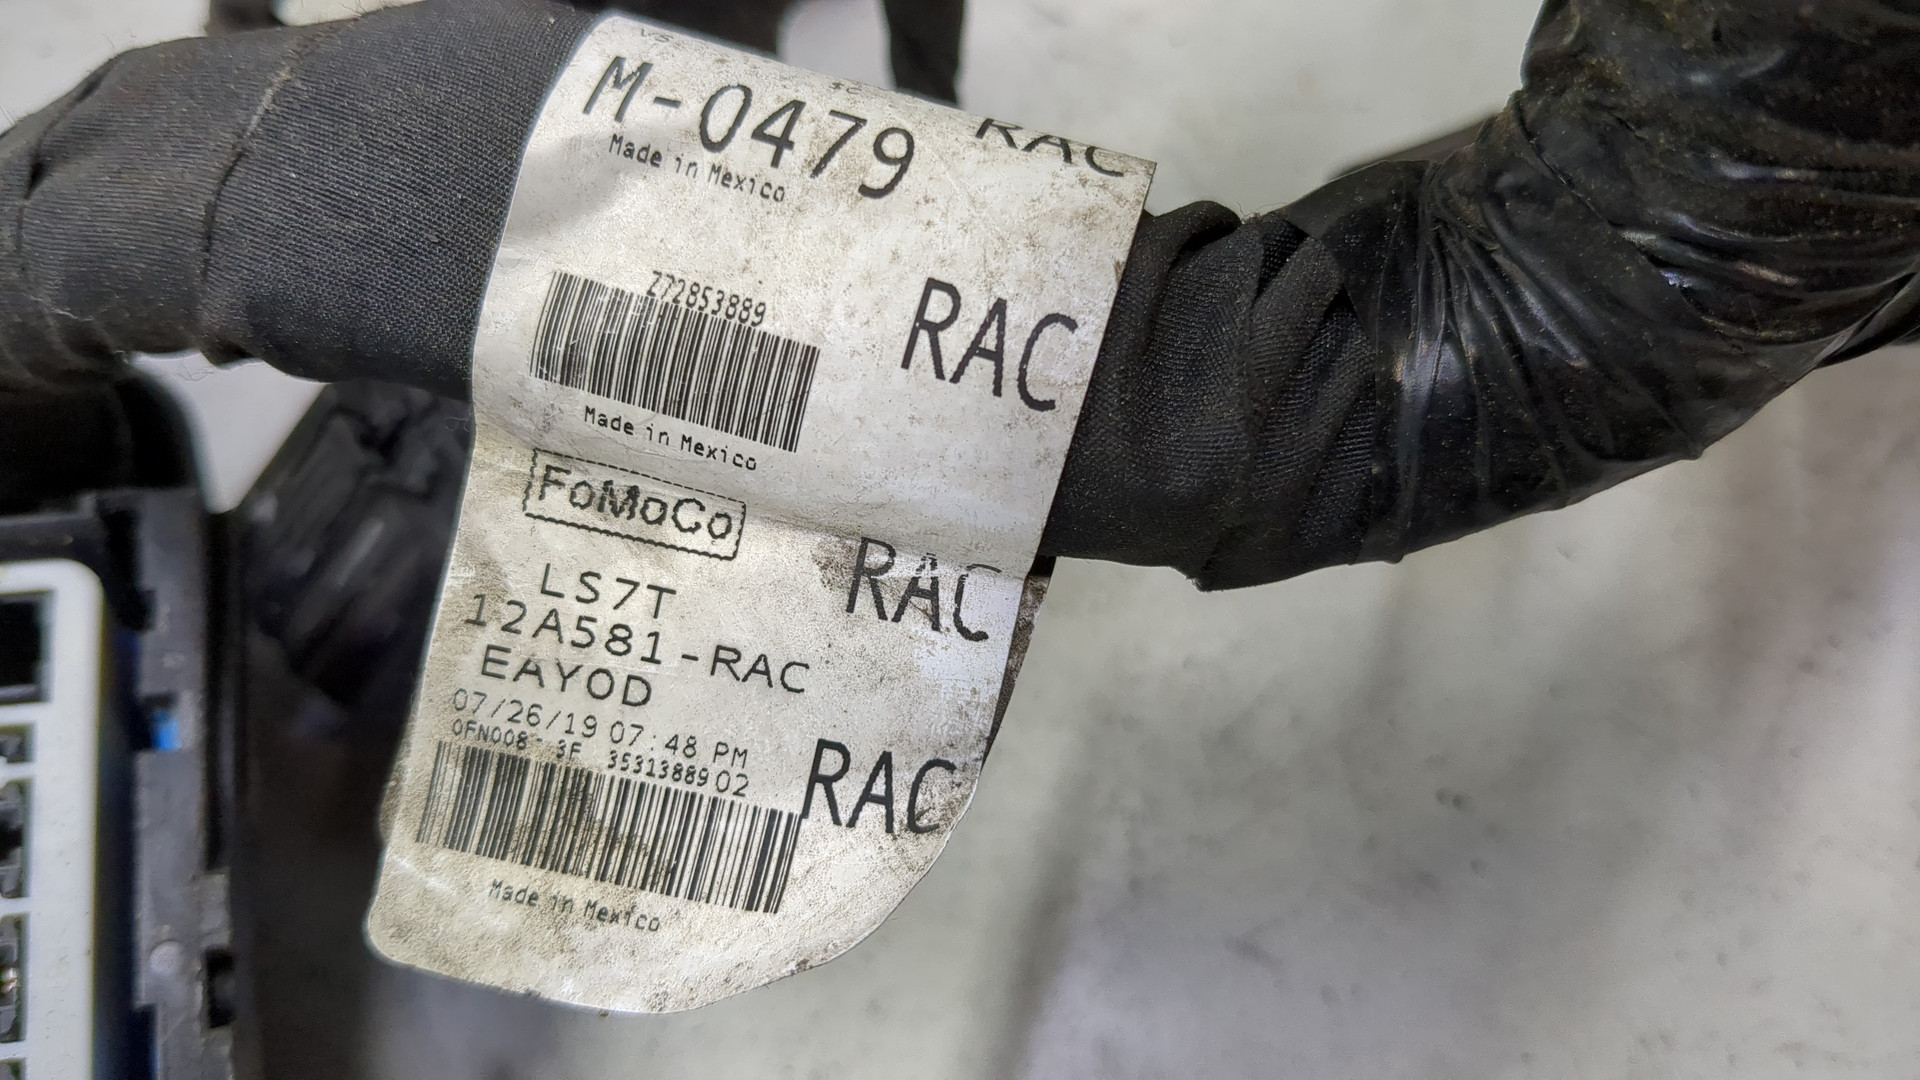 M-0479
RAC
Made in Mexico
Z72853889
RAC
Made in Mexico
FoMoCo
RAC
LS7T
12A581-RAC
EAYOD
07/26/19 07:48 PM
0FN008- 3F 3531388902
RAC
Made in Mexico